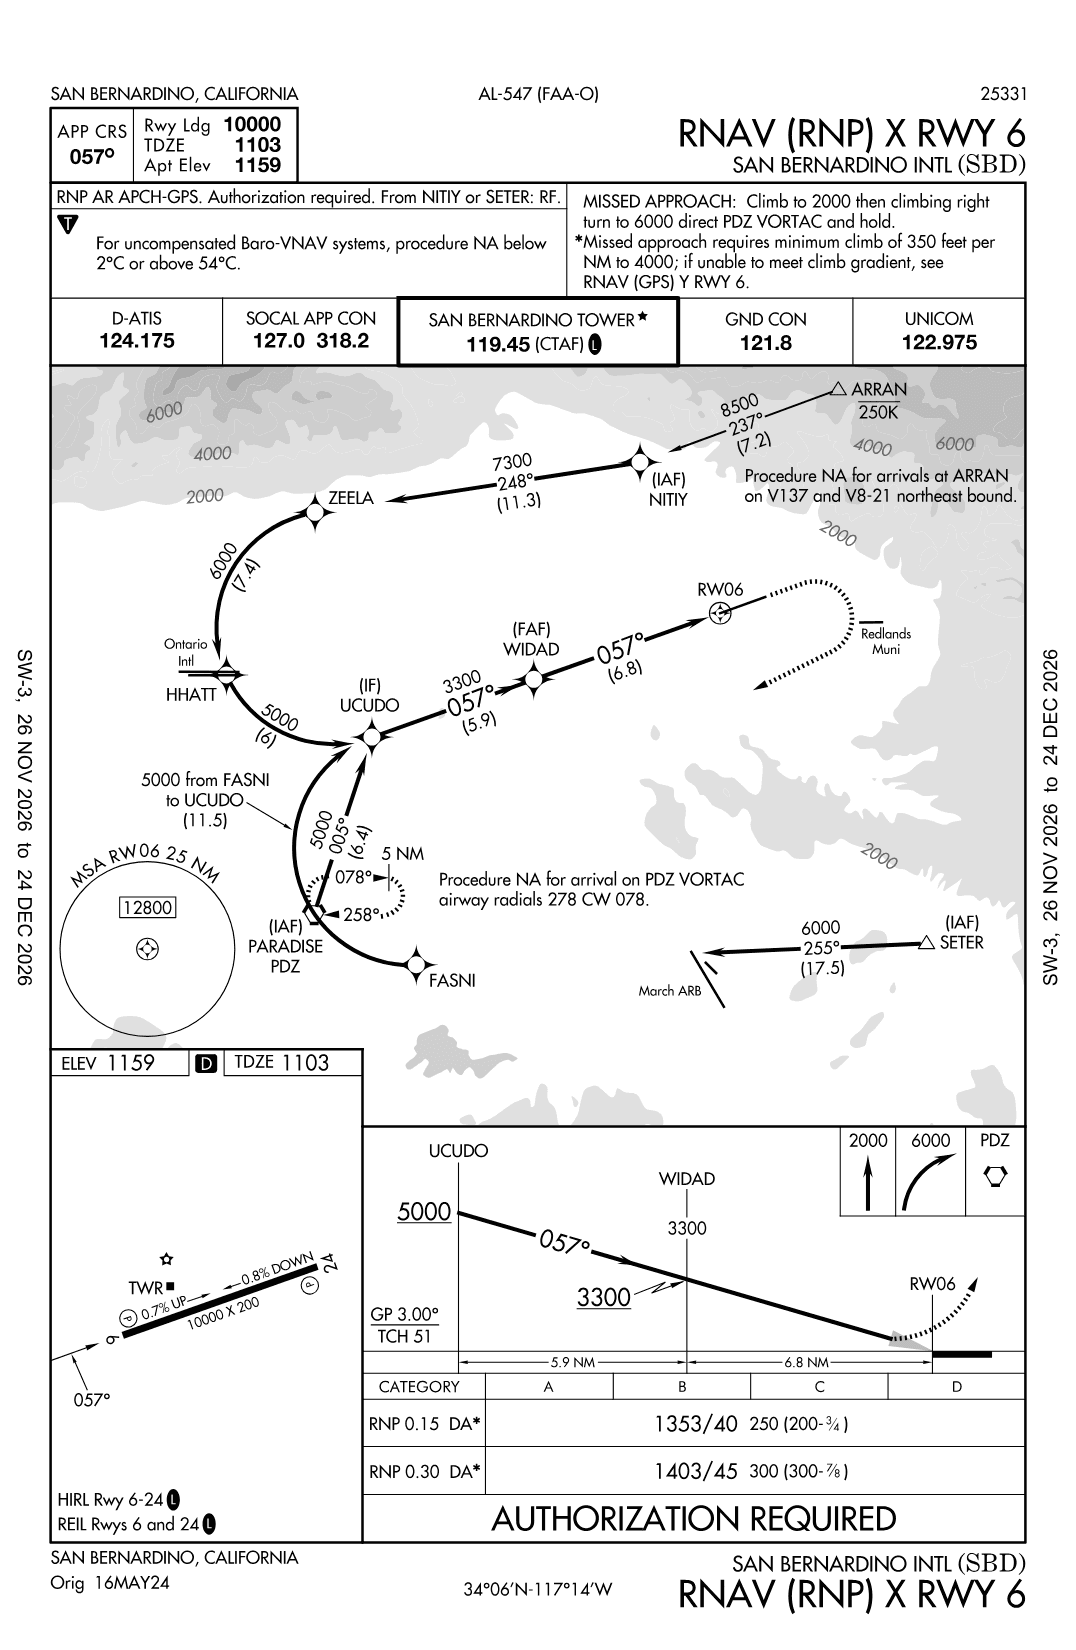 SAN BERNARDINO, CALIFORNIA
AL-547 (FAA-O)
25331
APP CRS
057°
Rwy Ldg 10000
TDZE 1103
Apt Elev 1159
RNAV (RNP) X RWY 6
SAN BERNARDINO INTL (SBD)
RNP AR APCH-GPS. Authorization required. From NITIY or SETER: RF.
T
For uncompensated Baro-VNAV systems, procedure NA below
2°C or above 54°C.
MISSED APPROACH: Climb to 2000 then climbing right
turn to 6000 direct PDZ VORTAC and hold.
*Missed approach requires minimum climb of 350 feet per
NM to 4000; if unable to meet climb gradient, see
RNAV (GPS) Y RWY 6.
D-ATIS
124.175
SOCAL APP CON
127.0 318.2
SAN BERNARDINO TOWER★
119.45 (CTAF) L
GND CON
121.8
UNICOM
122.975
6000
4000
2000
8500
237°
(7.2)
ARRAN
250K
4000
6000
Procedure NA for arrivals at ARRAN
on V137 and V8-21 northeast bound.
2000
7300
248°
(11.3)
(IAF)
NITIY
ZEELA
6000
(7.4)
RW06
Redlands
Muni
Ontario
Intl
HHATT
(FAF)
WIDAD
057°
(6.8)
(IF)
UCUDO
3300
057°
(5.9)
5000
(6)
5000 from FASNI
to UCUDO
(11.5)
5000
005°
(6.4)
5 NM
078°
258°
(IAF)
PARADISE
PDZ
FASNI
Procedure NA for arrival on PDZ VORTAC
airway radials 278 CW 078.
2000
6000
255°
(17.5)
(IAF)
SETER
March ARB
MSA RW06 25 NM
12800
SW-3, 26 NOV 2026 to 24 DEC 2026
SW-3, 26 NOV 2026 to 24 DEC 2026
ELEV 1159
D
TDZE 1103
TWR
0.7% UP
0.8% DOWN
10000 X 200
P
P
6
24
057°
HIRL Rwy 6-24 L
REIL Rwys 6 and 24 L
UCUDO
5000
057°
WIDAD
3300
3300
RW06
GP 3.00°
TCH 51
5.9 NM
6.8 NM
2000
6000
PDZ
CATEGORY A B C D
RNP 0.15 DA* 1353/40 250 (200-¾)
RNP 0.30 DA* 1403/45 300 (300-⅞)
AUTHORIZATION REQUIRED
SAN BERNARDINO, CALIFORNIA
Orig 16MAY24
34°06'N-117°14'W
SAN BERNARDINO INTL (SBD)
RNAV (RNP) X RWY 6